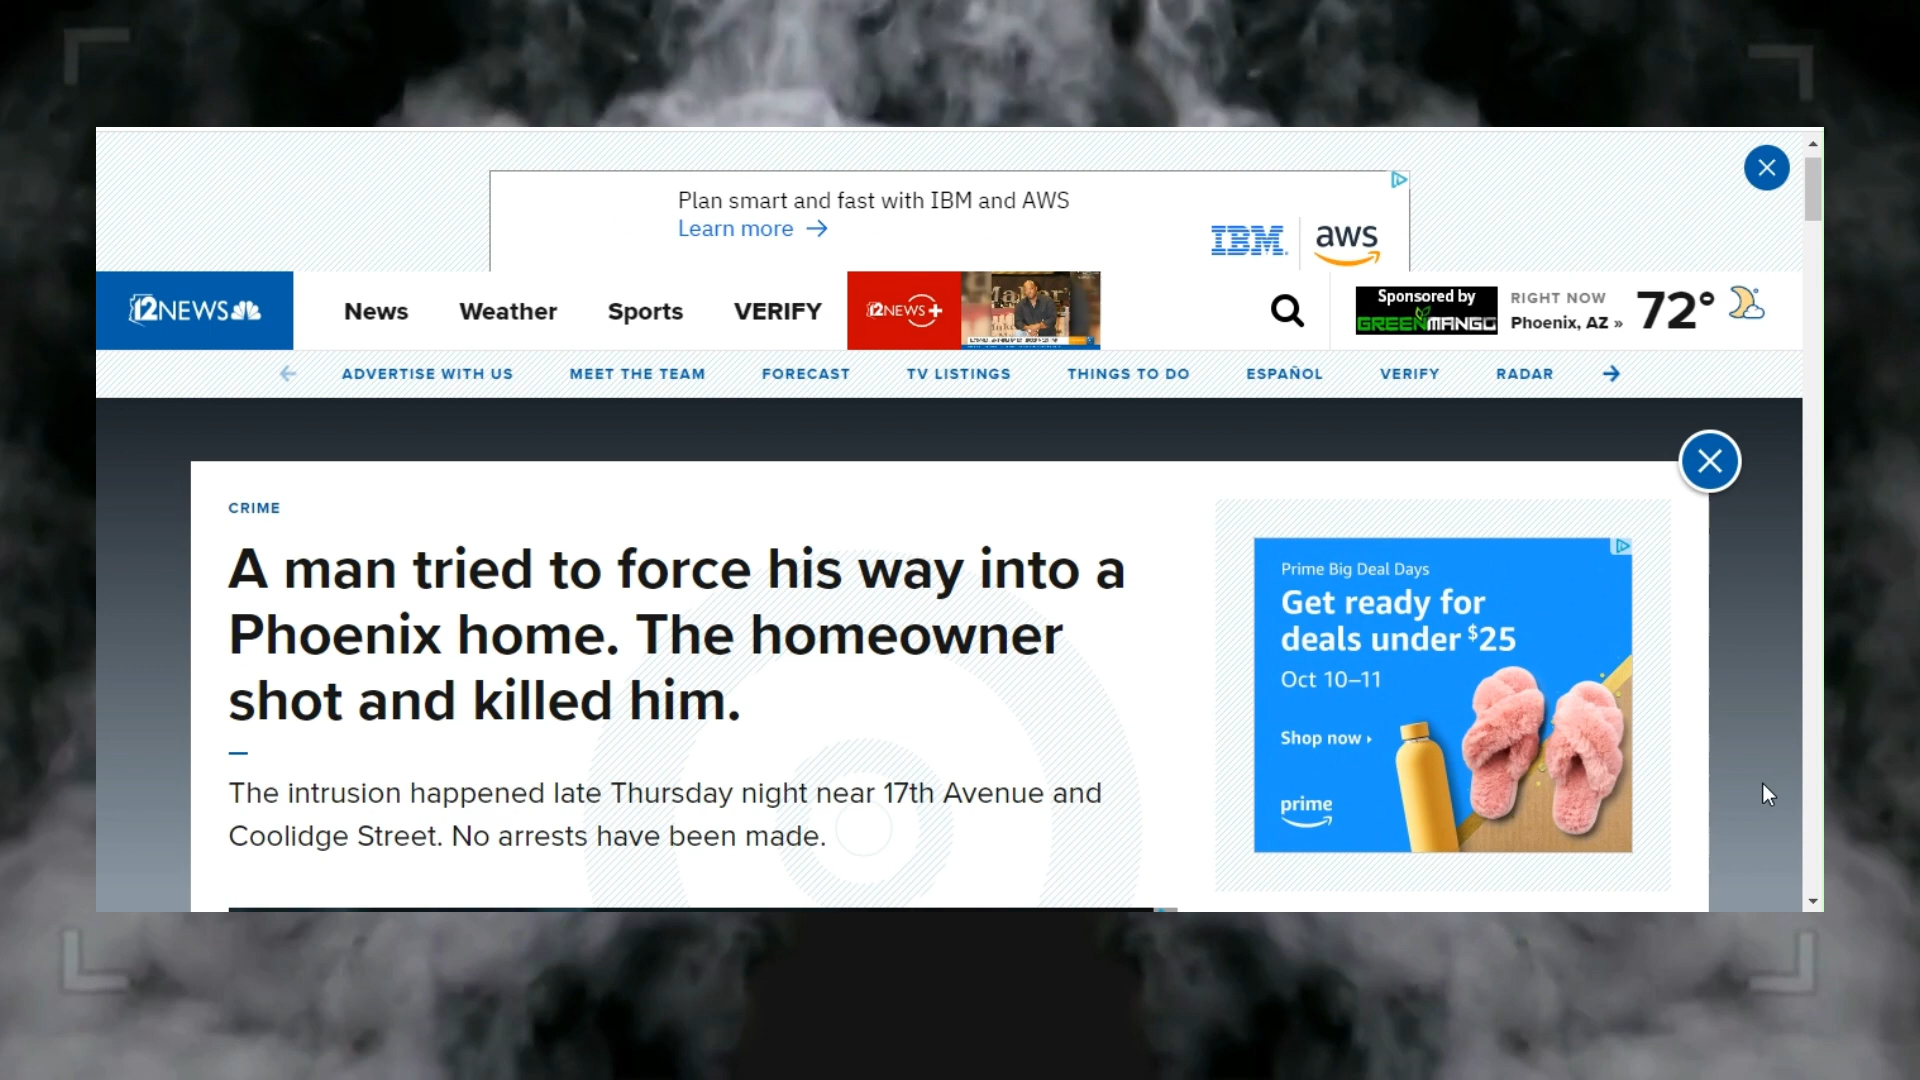 Plan smart and fast with IBM and AWS
Learn more →
IBM
aws
12NEWS
News
Weather
Sports
VERIFY
12NEWS+
Sponsored by
GREENMANGO
RIGHT NOW
Phoenix, AZ »
72°
ADVERTISE WITH US
MEET THE TEAM
FORECAST
TV LISTINGS
THINGS TO DO
ESPAÑOL
VERIFY
RADAR
CRIME
A man tried to force his way into a
Phoenix home. The homeowner
shot and killed him.
The intrusion happened late Thursday night near 17th Avenue and
Coolidge Street. No arrests have been made.
Prime Big Deal Days
Get ready for
deals under $25
Oct 10–11
Shop now ›
prime